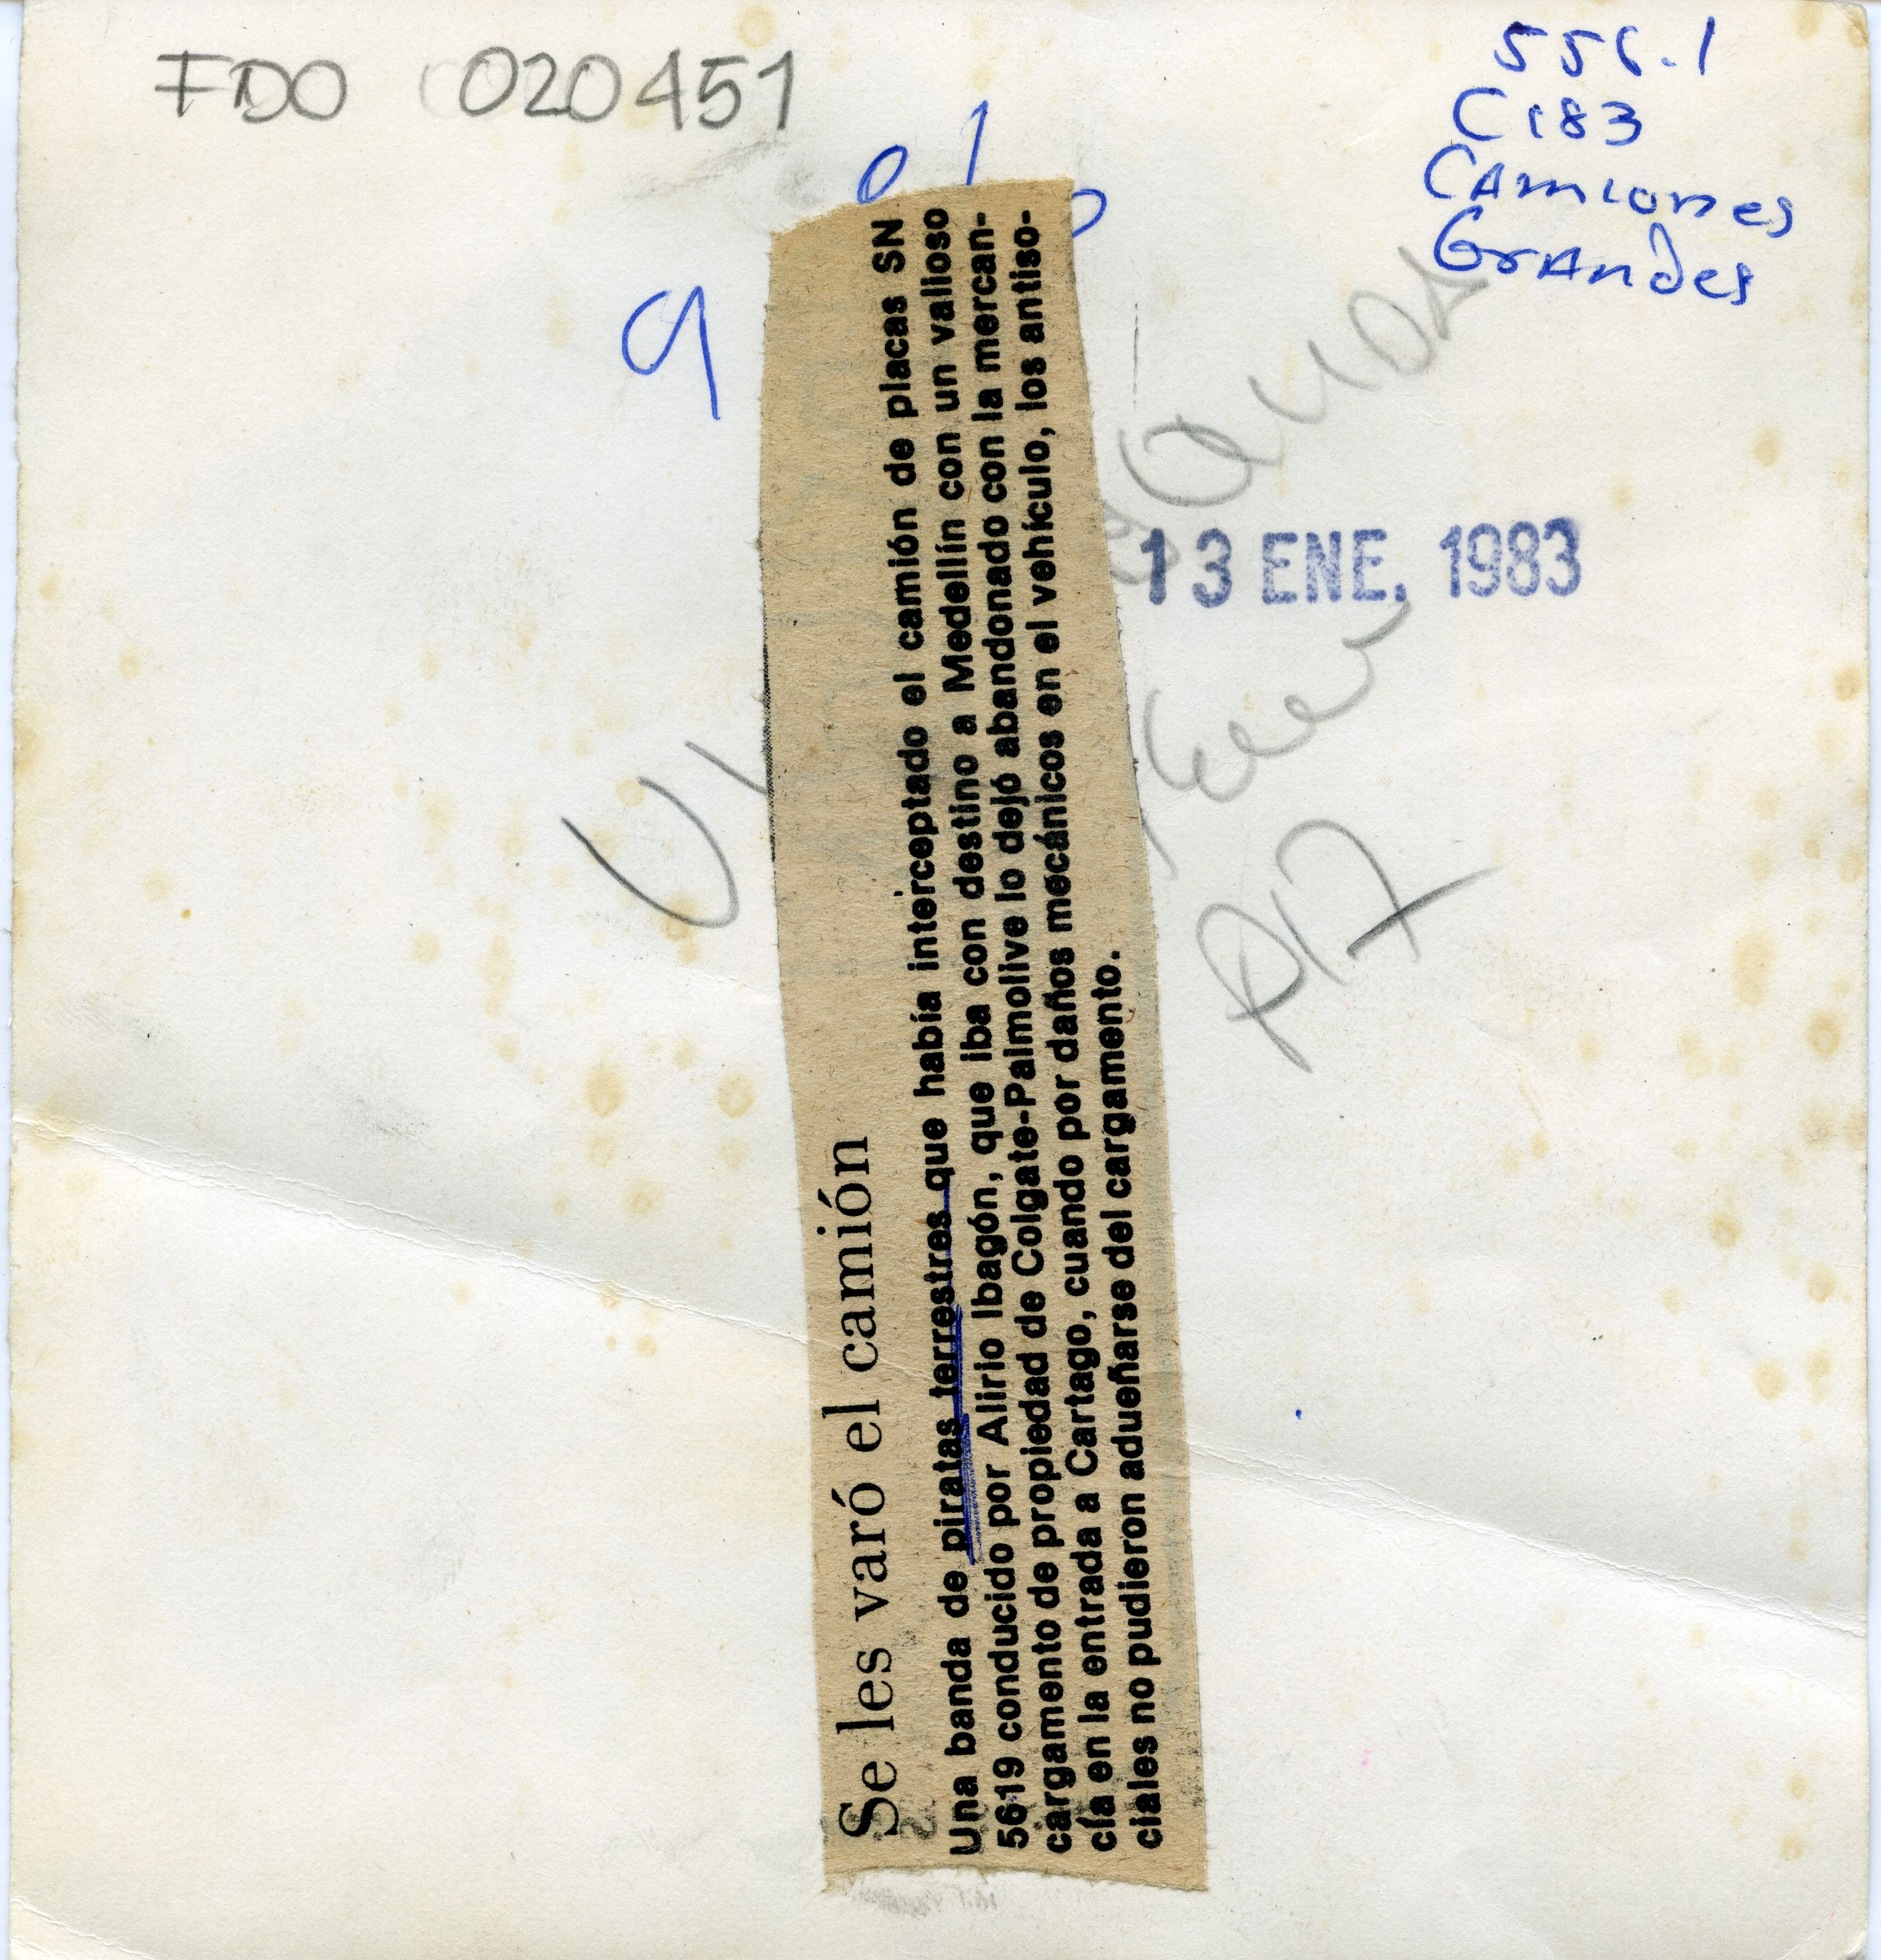 FDO 020451
556.1
C183
CAmiones
GrAndes
13 ENE. 1983
Se les varó el camión
Una banda de piratas terrestres que había interceptado el camión de placas SN
5619 conducido por Alirio Ibagón, que iba con destino a Medellín con un valioso
cargamento de propiedad de Colgate-Palmolive lo dejó abandonado con la mercan-
cía en la entrada a Cartago, cuando por daños mecánicos en el vehículo, los antiso-
ciales no pudieron adueñarse del cargamento.